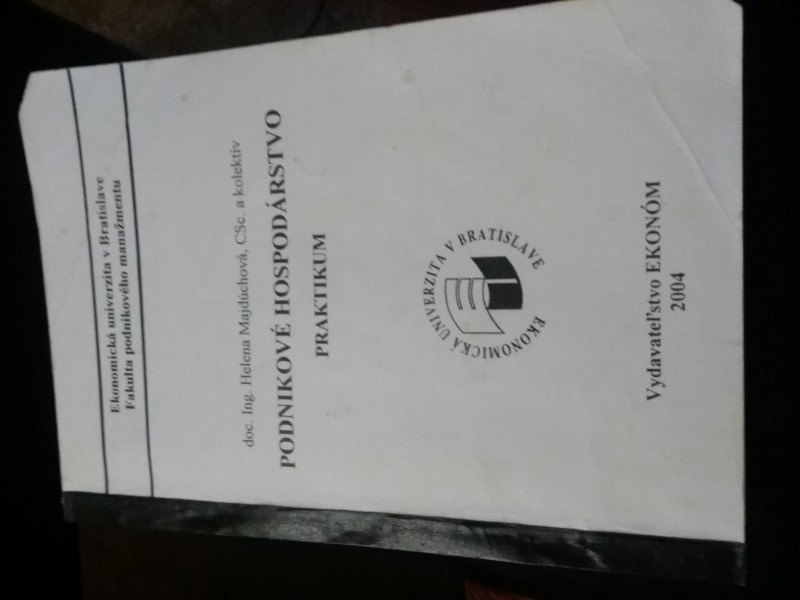 Ekonomická univerzita v Bratislave
Fakulta podnikového manažmentu
doc. Ing. Helena Majdúchová, CSc. a kolektív
PODNIKOVÉ HOSPODÁRSTVO
PRAKTIKUM
EKONOMICKÁ UNIVERZITA V BRATISLAVE
Vydavateľstvo EKONÓM
2004